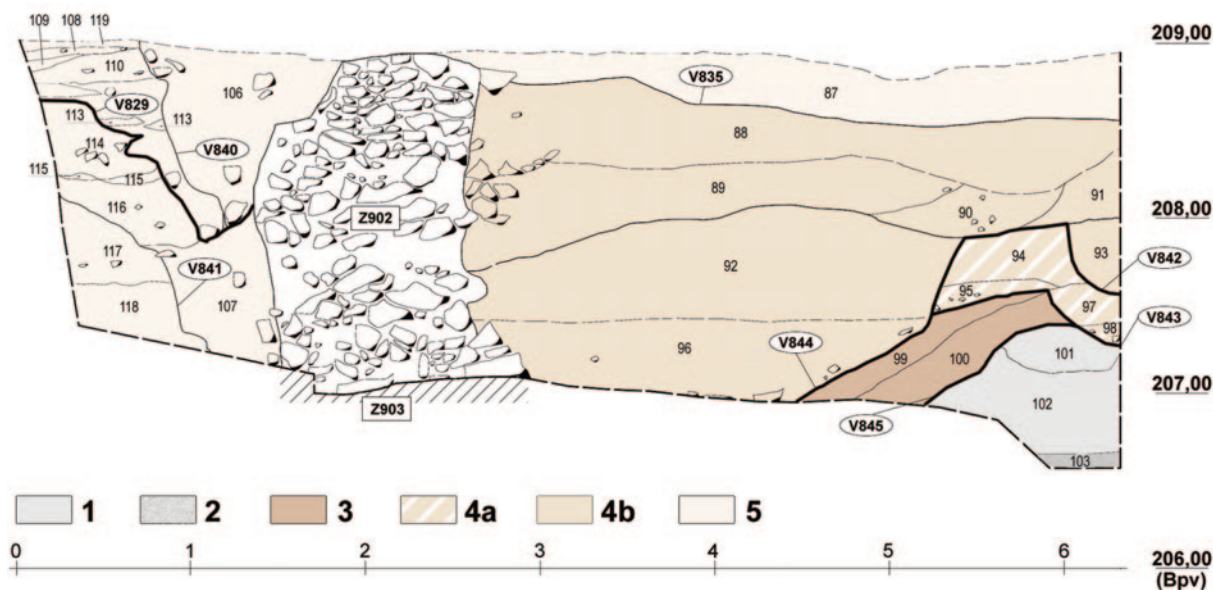 109 108 119 209,00
110 V835
V829 106 87
113 113
114 V840 88
115 115 89 91
116 Z902 90 208,00
117 94 93
V841 92 V842
95 97
118 107 98 V843
96 V844 99 100 101
207,00
Z903 102
V845
103
1 2 3 4a 4b 5
0 1 2 3 4 5 6 206,00
(Bpv)